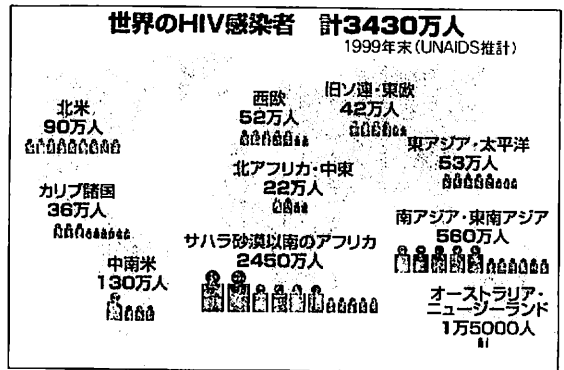 世界のHIV感染者 計3430万人
1999年末(UNAIDS推計)
北米
90万人
西欧
52万人
旧ソ連・東欧
42万人
東アジア・太平洋
53万人
北アフリカ・中東
22万人
カリブ諸国
36万人
南アジア・東南アジア
560万人
サハラ砂漠以南のアフリカ
2450万人
中南米
130万人
オーストラリア・
ニュージーランド
1万5000人